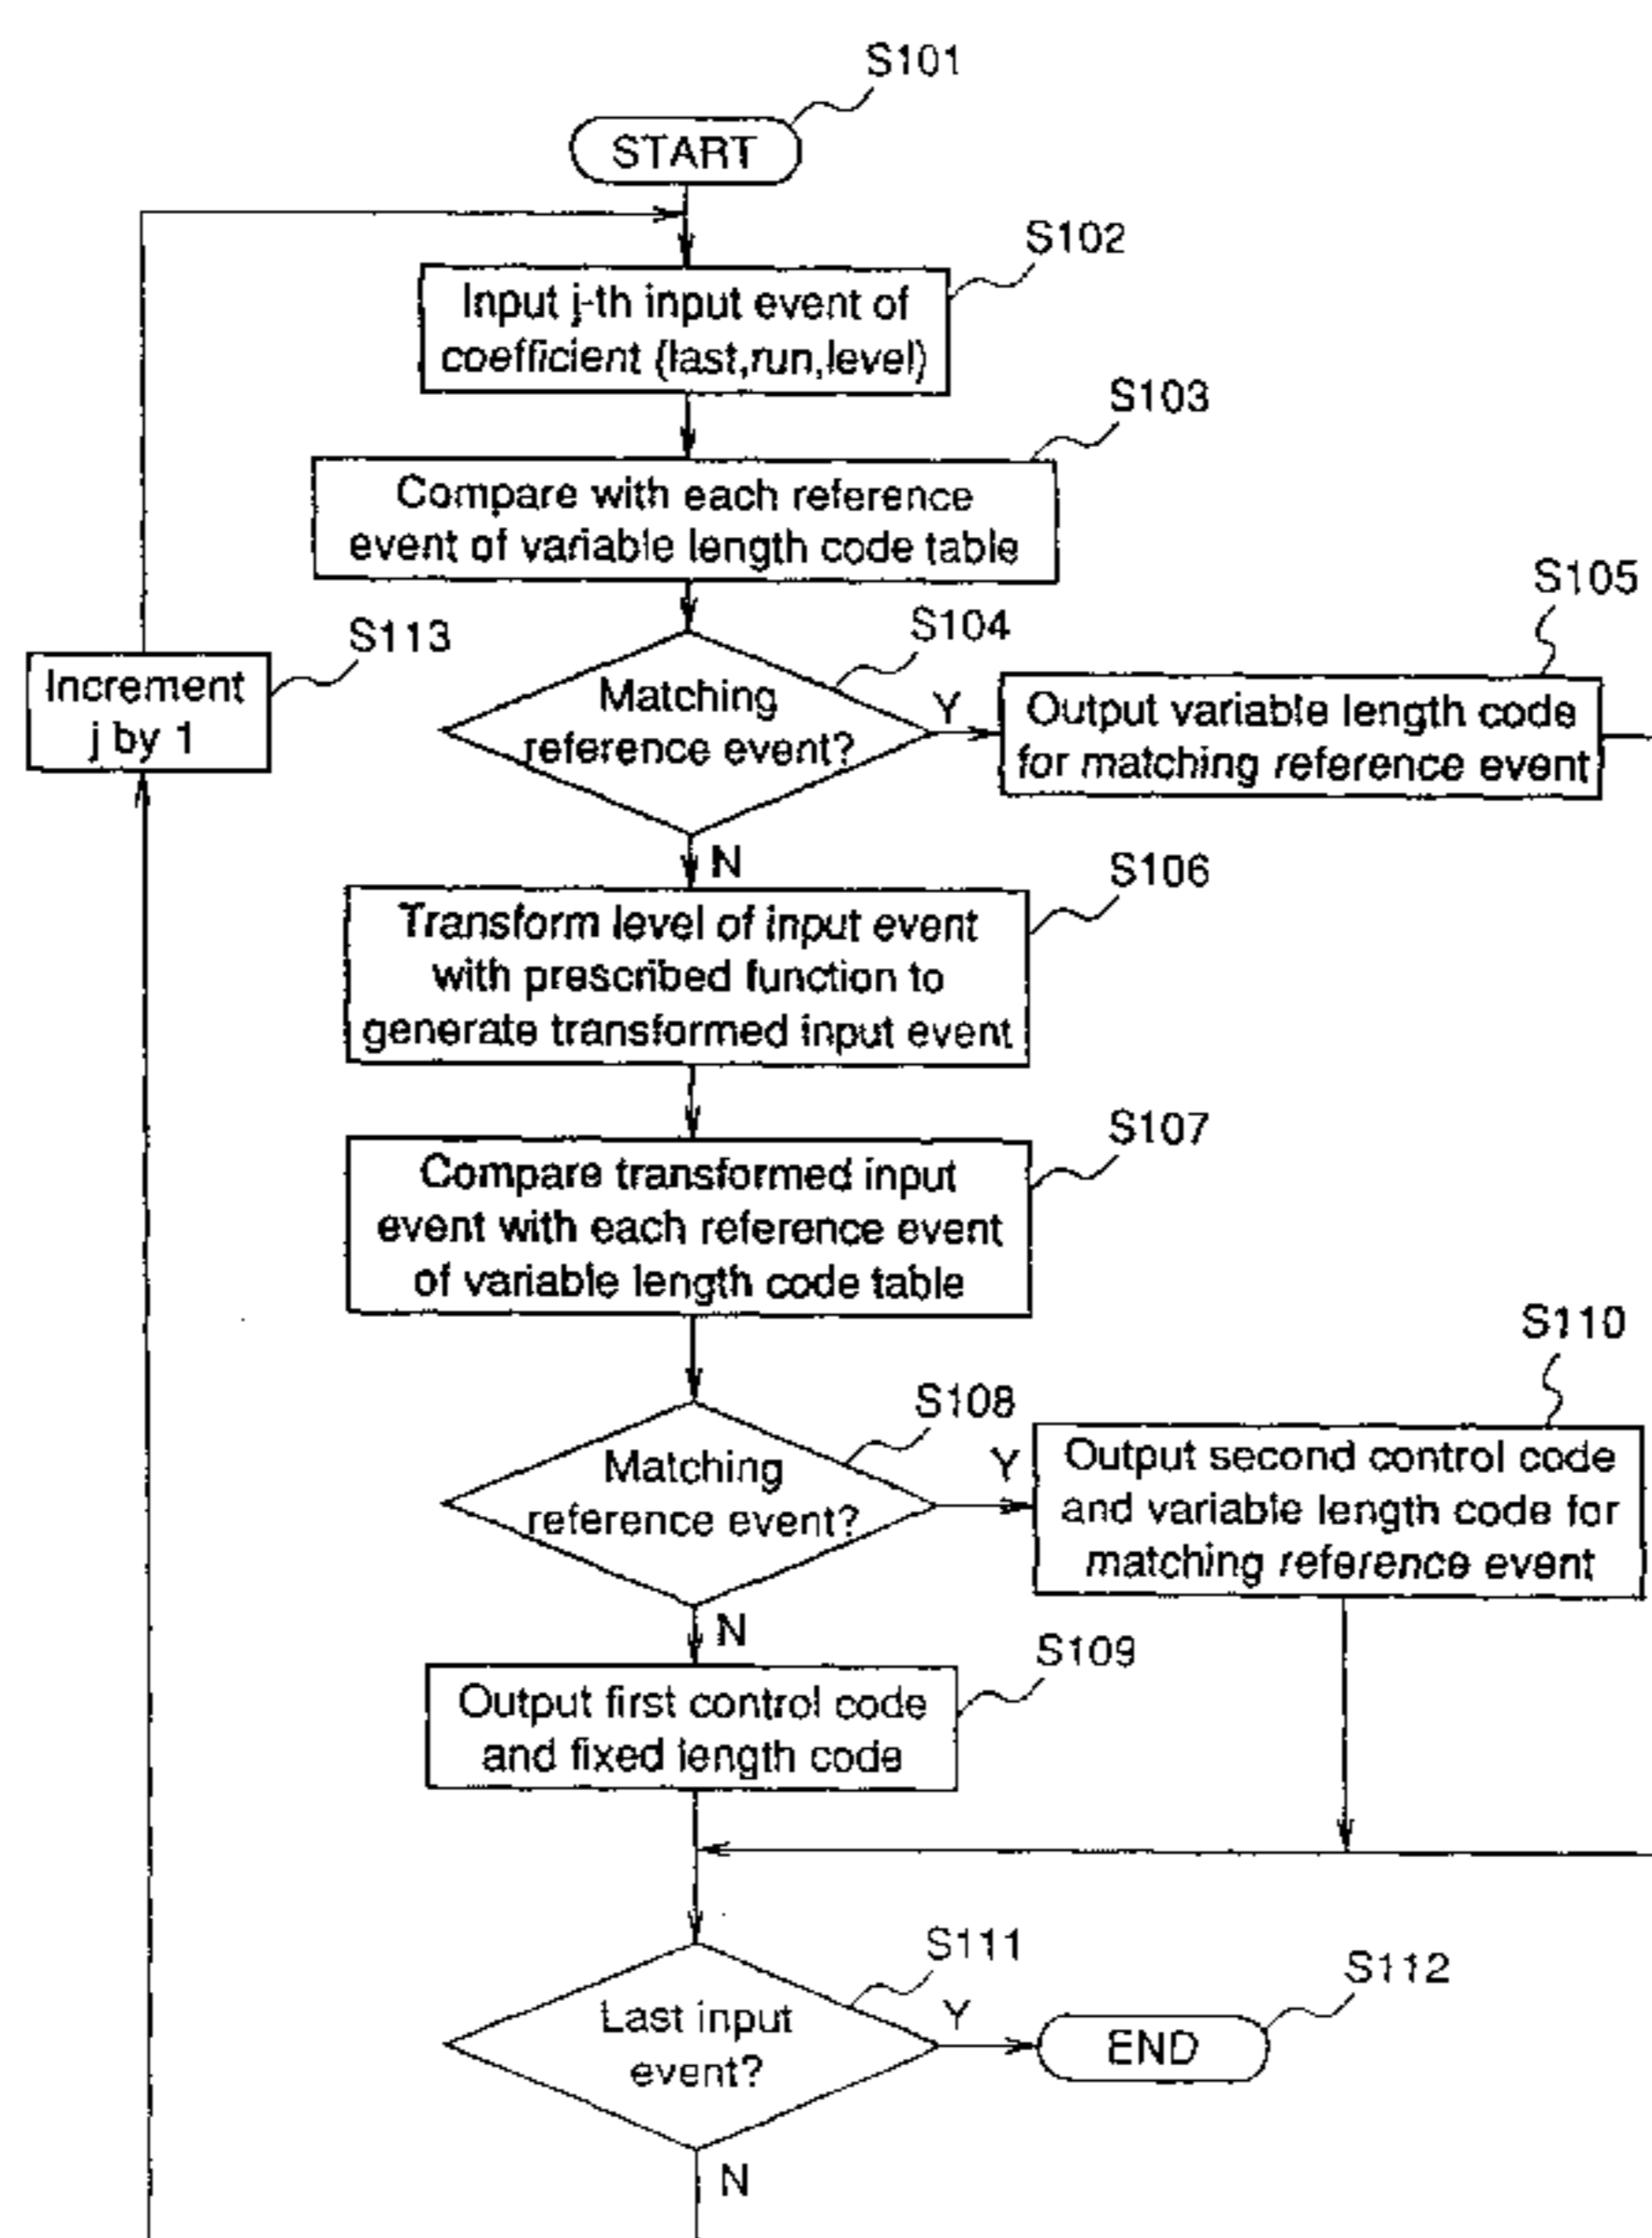 S101
START
S102
Input j-th input event of
coefficient (last,run,level)
S103
Compare with each reference
event of variable length code table
S104
Matching
reference event?
Y
S105
Output variable length code
for matching reference event
S113
Increment
j by 1
N
S106
Transform level of input event
with prescribed function to
generate transformed input event
S107
Compare transformed input
event with each reference event
of variable length code table
S108
Matching
reference event?
Y
S110
Output second control code
and variable length code for
matching reference event
N
S109
Output first control code
and fixed length code
S111
Last input
event?
Y
S112
END
N